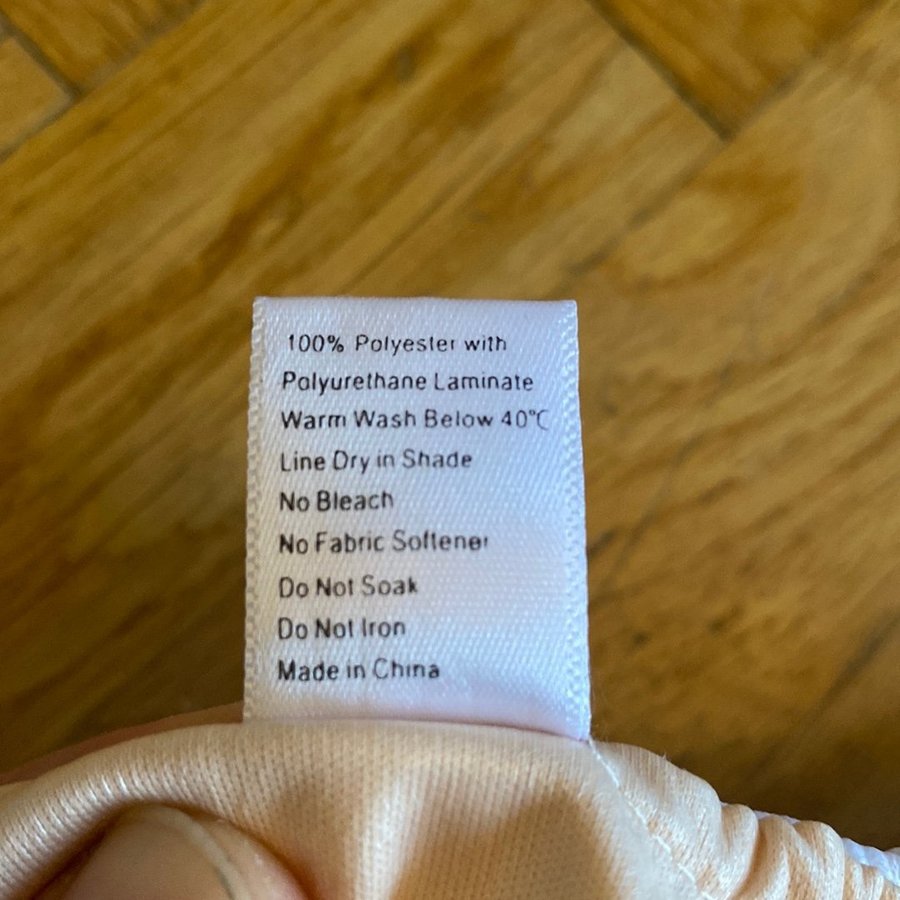 100% Polyester with
Polyurethane Laminate
Warm Wash Below 40℃
Line Dry in Shade
No Bleach
No Fabric Softener
Do Not Soak
Do Not Iron
Made in China